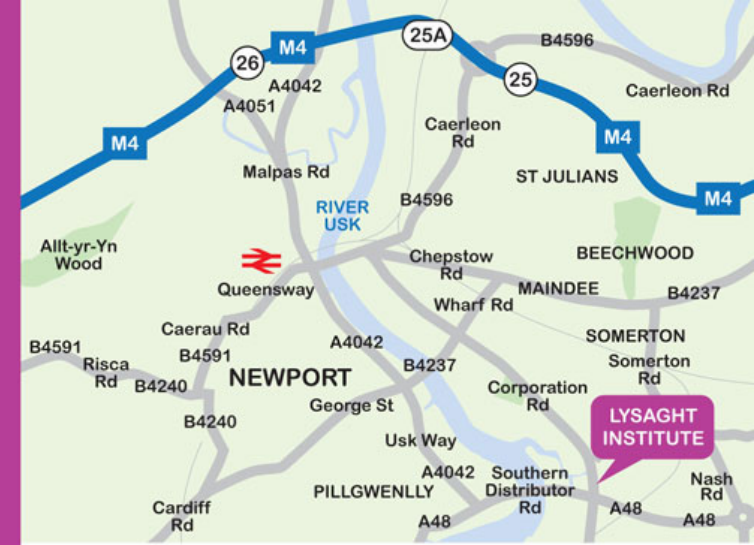 25A
B4596
M4
26
A4042
25
Caerleon Rd
A4051
Caerleon
Rd
M4
M4
Malpas Rd
ST JULIANS
M4
B4596
RIVER
USK
Allt-yr-Yn
Wood
Chepstow
Rd
BEECHWOOD
Queensway
MAINDEE
B4237
Wharf Rd
Caerau Rd
SOMERTON
A4042
B4591
B4591
Risca
Rd
B4237
Somerton
Rd
NEWPORT
B4240
Corporation
Rd
George St
B4240
LYSAGHT
INSTITUTE
Usk Way
A4042
Southern
Distributor
Rd
Nash
Rd
PILLGWENLLY
Cardiff
Rd
A48
A48
A48